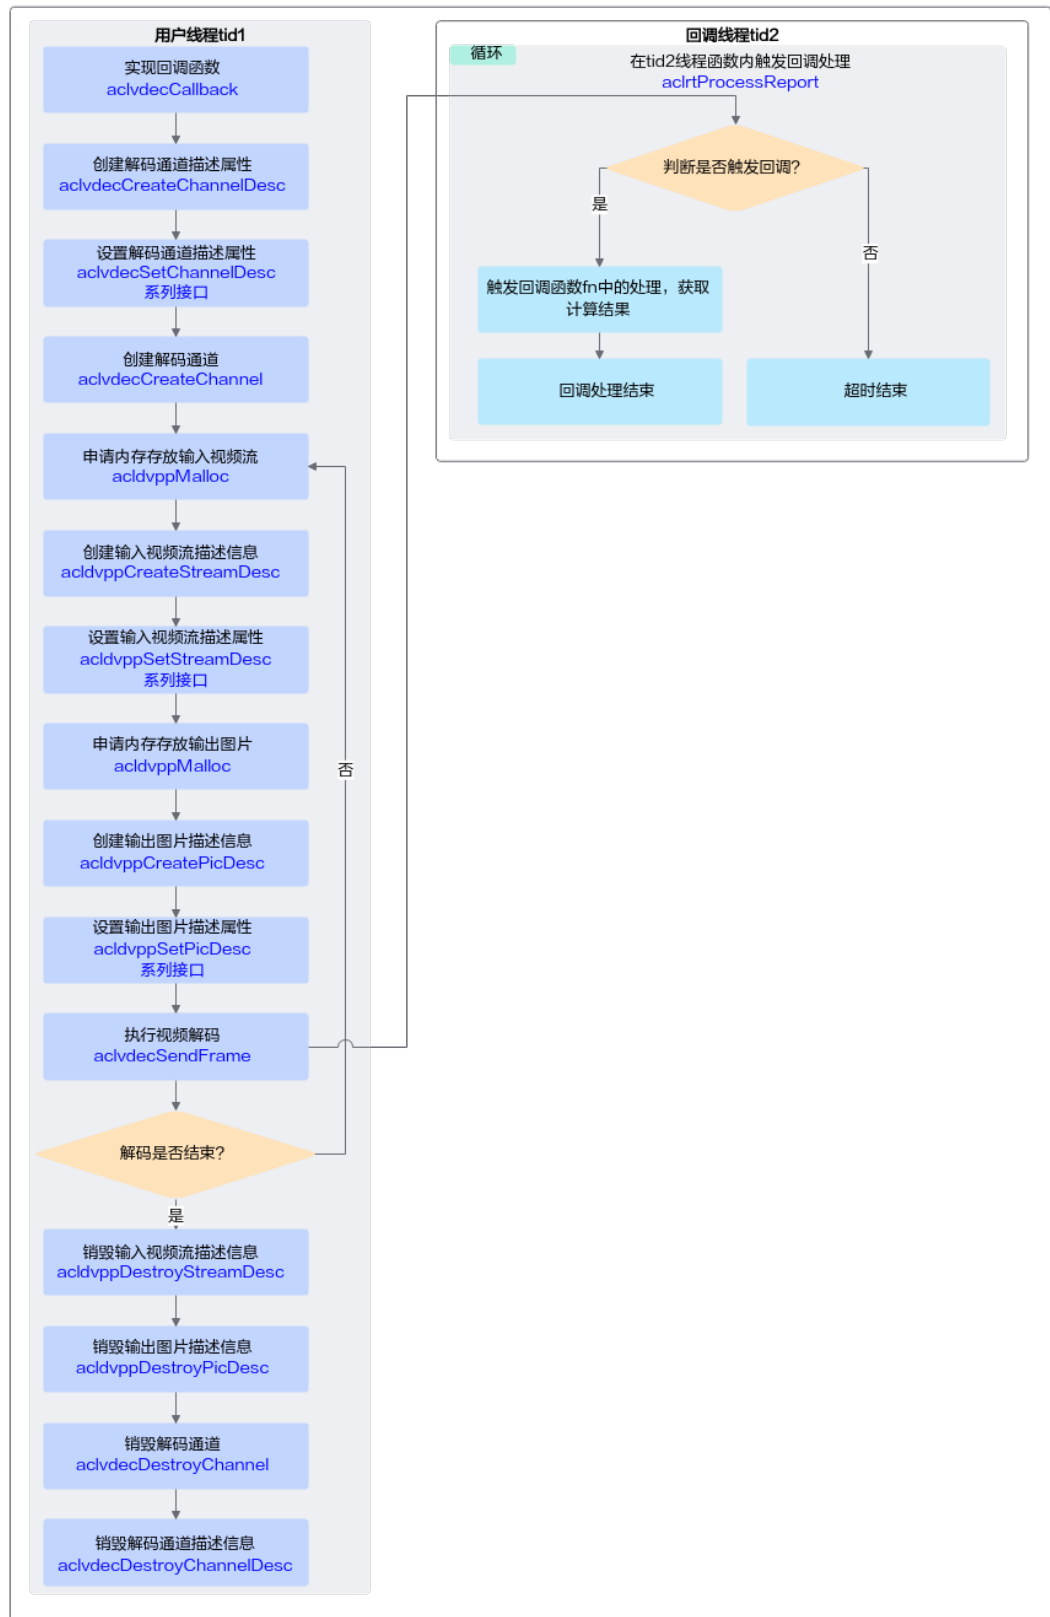 用户线程tid1
实现回调函数
aclvdecCallback
创建解码通道描述属性
aclvdecCreateChannelDesc
设置解码通道描述属性
aclvdecSetChannelDesc
系列接口
创建解码通道
aclvdecCreateChannel
申请内存存放输入视频流
acldvppMalloc
创建输入视频流描述信息
acldvppCreateStreamDesc
设置输入视频流描述属性
acldvppSetStreamDesc
系列接口
申请内存存放输出图片
acldvppMalloc
否
创建输出图片描述信息
acldvppCreatePicDesc
设置输出图片描述属性
acldvppSetPicDesc
系列接口
执行视频解码
aclvdecSendFrame
解码是否结束?
是
销毁输入视频流描述信息
acldvppDestroyStreamDesc
销毁输出图片描述信息
acldvppDestroyPicDesc
销毁解码通道
aclvdecDestroyChannel
销毁解码通道描述信息
aclvdecDestroyChannelDesc
回调线程tid2
循环
在tid2线程函数内触发回调处理
aclrtProcessReport
判断是否触发回调?
是
否
触发回调函数fn中的处理，获取
计算结果
回调处理结束
超时结束